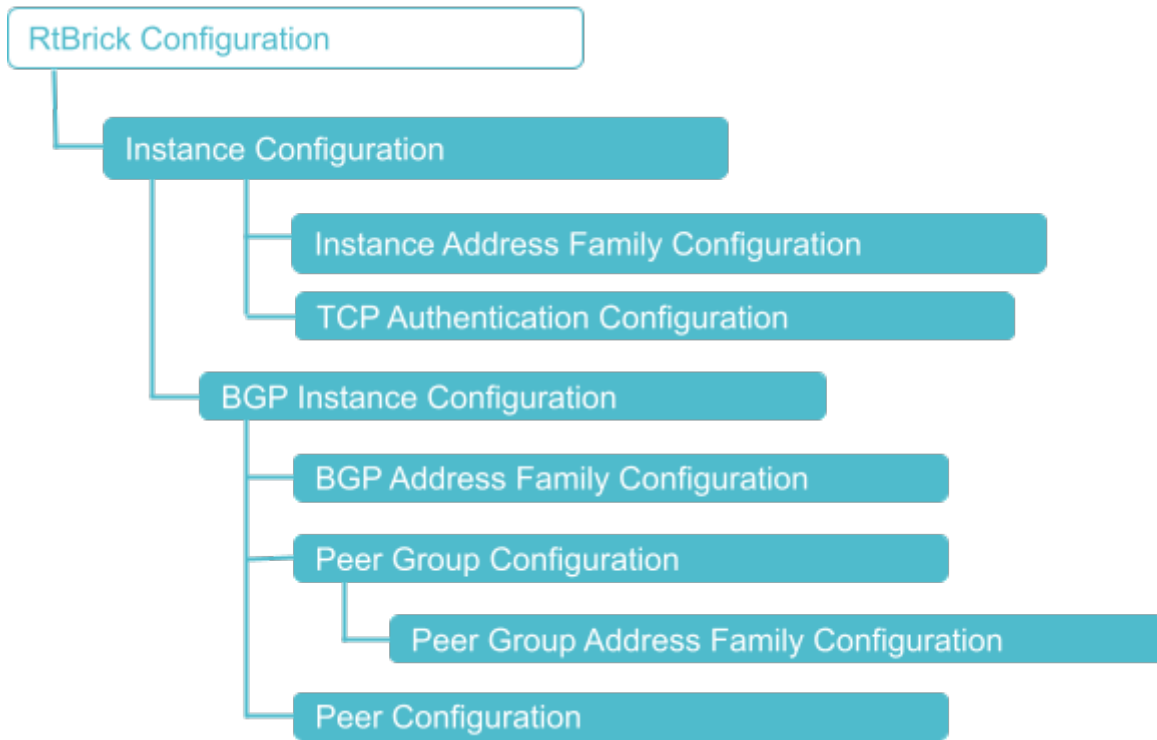 RtBrick Configuration
Instance Configuration
Instance Address Family Configuration
TCP Authentication Configuration
BGP Instance Configuration
BGP Address Family Configuration
Peer Group Configuration
Peer Group Address Family Configuration
Peer Configuration